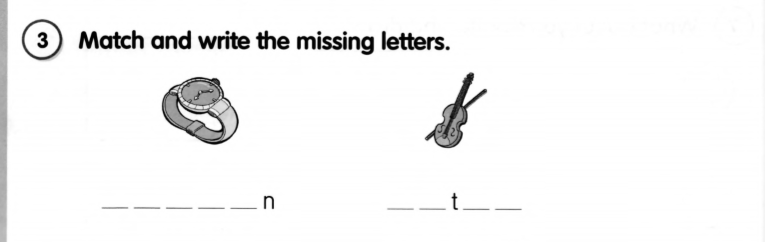 3 Match and write the missing letters.
_ _ _ _ _ n _ _ t _ _